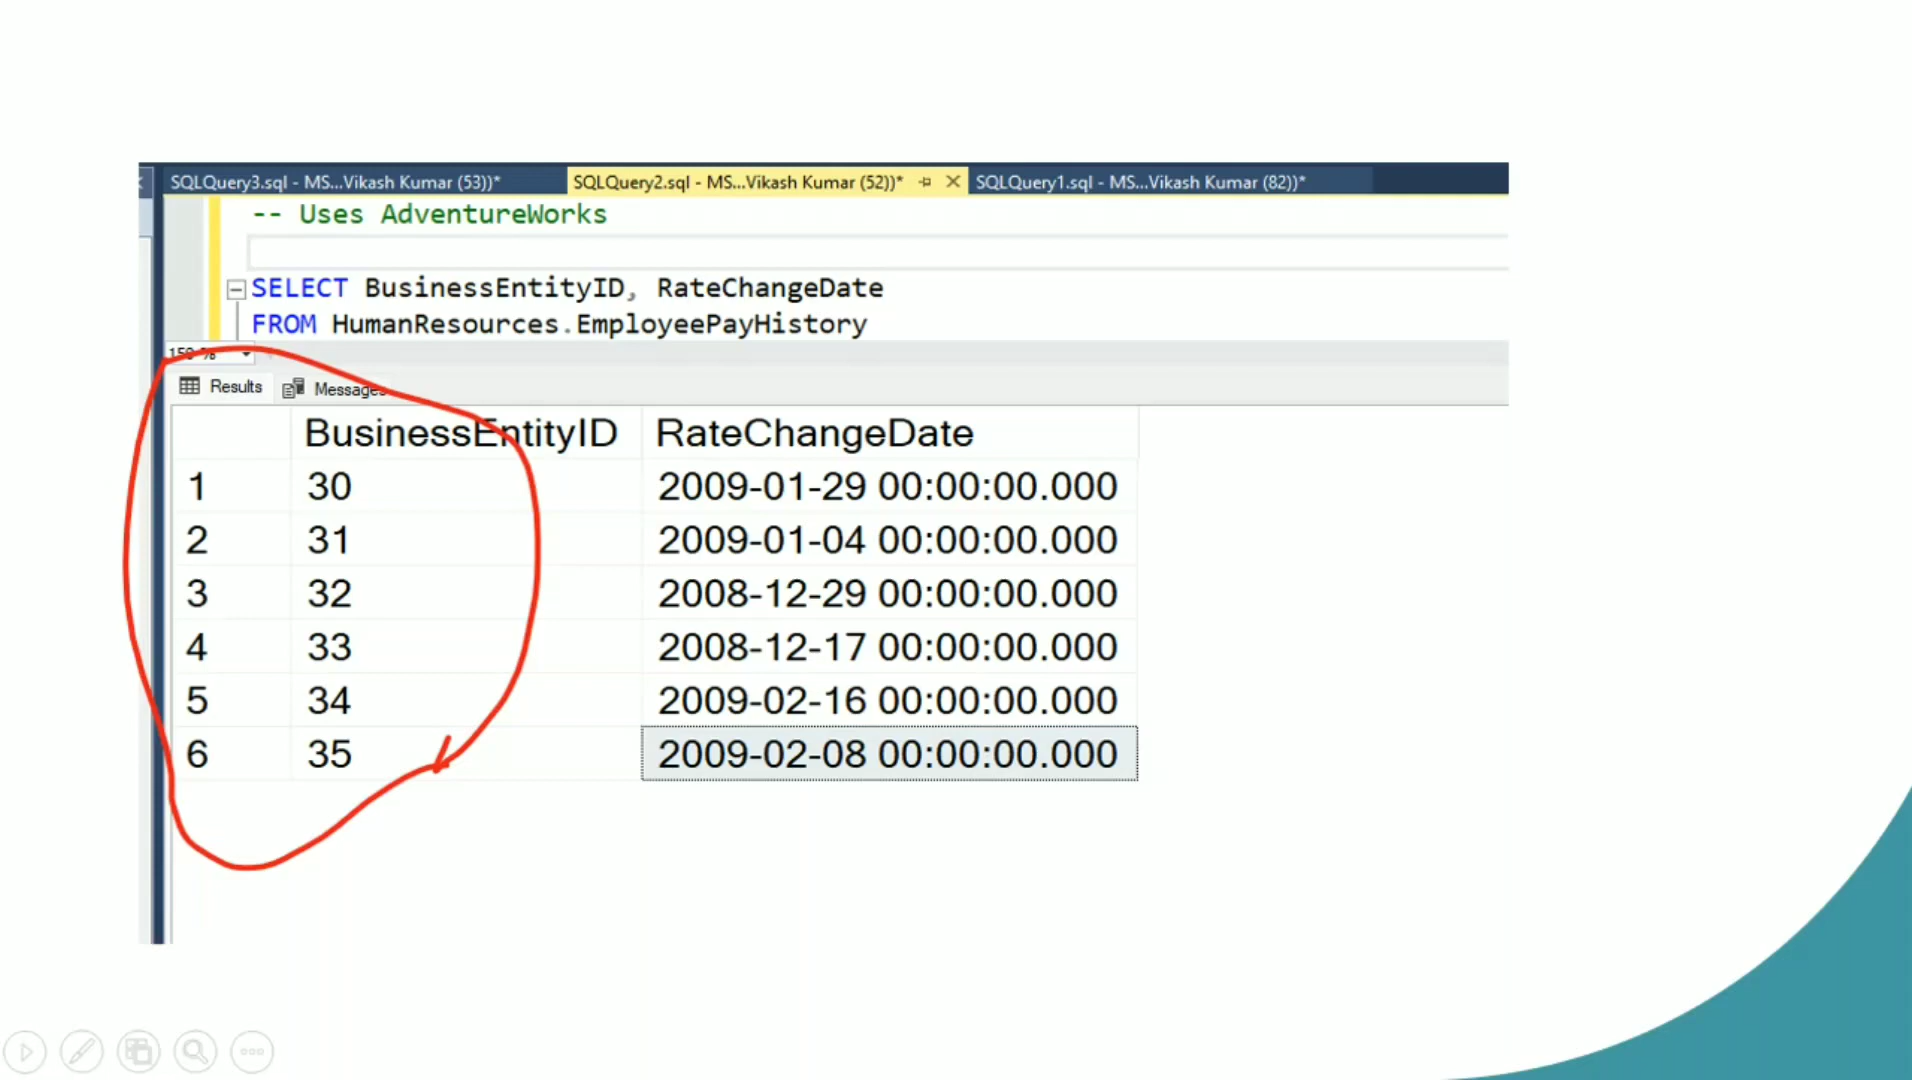 SQLQuery3.sql - MS...Vikash Kumar (53))* SQLQuery2.sql - MS...Vikash Kumar (52))* SQLQuery1.sql - MS...Vikash Kumar (82))*
-- Uses AdventureWorks
SELECT BusinessEntityID, RateChangeDate
FROM HumanResources.EmployeePayHistory
150 %
Results Messages
BusinessEntityID RateChangeDate
1 30 2009-01-29 00:00:00.000
2 31 2009-01-04 00:00:00.000
3 32 2008-12-29 00:00:00.000
4 33 2008-12-17 00:00:00.000
5 34 2009-02-16 00:00:00.000
6 35 2009-02-08 00:00:00.000